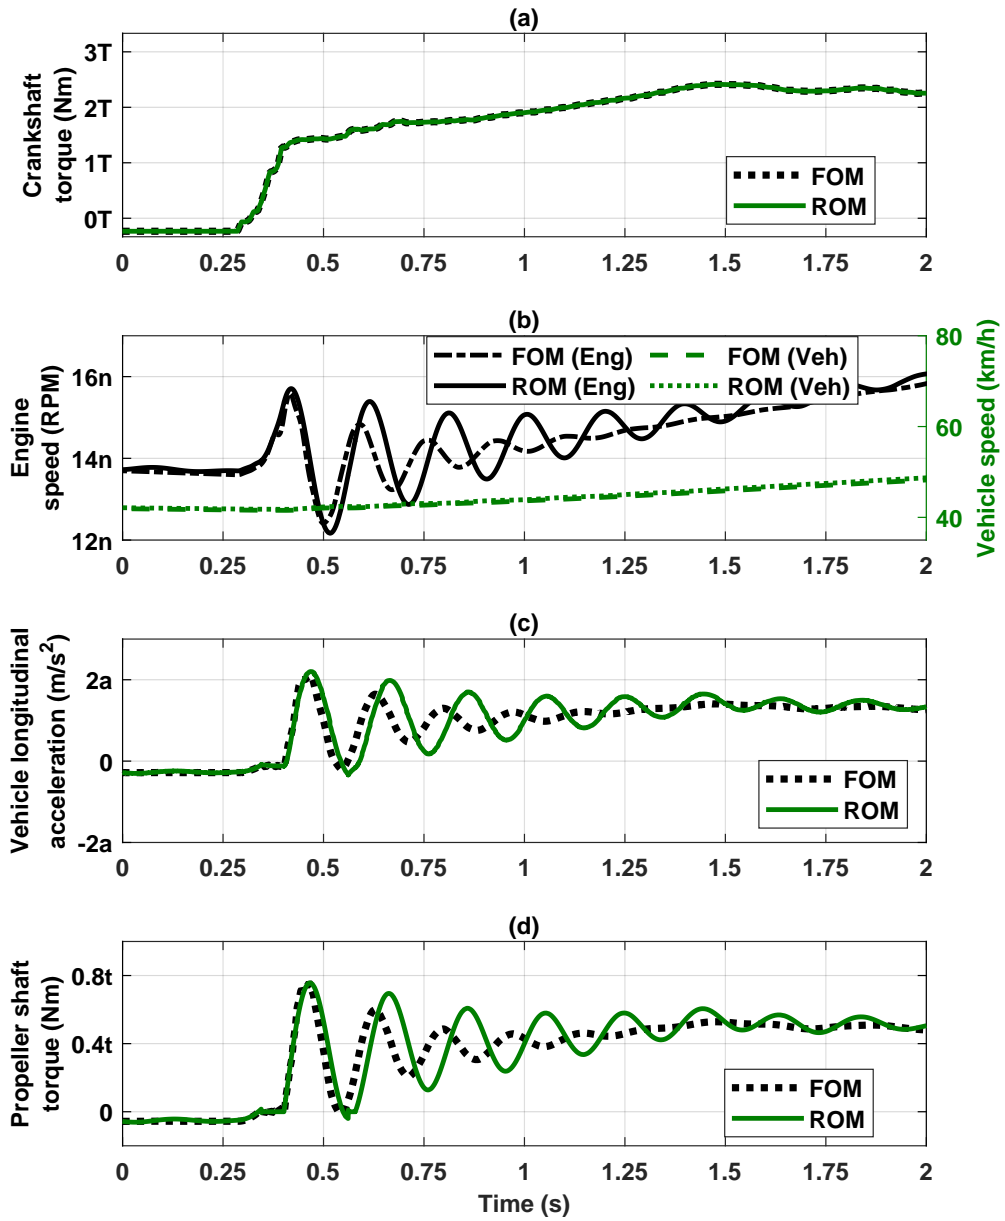 (a)
Crankshaft
torque (Nm)
3T
2T
1T
0T
FOM
ROM
0 0.25 0.5 0.75 1 1.25 1.5 1.75 2
(b)
Engine
speed (RPM)
16n
14n
12n
FOM (Eng) FOM (Veh)
ROM (Eng) ROM (Veh)
80
60
40
Vehicle speed (km/h)
0 0.25 0.5 0.75 1 1.25 1.5 1.75 2
(c)
Vehicle longitudinal
acceleration (m/s²)
2a
0
-2a
FOM
ROM
0 0.25 0.5 0.75 1 1.25 1.5 1.75 2
(d)
Propeller shaft
torque (Nm)
0.8t
0.4t
0
FOM
ROM
0 0.25 0.5 0.75 1 1.25 1.5 1.75 2
Time (s)